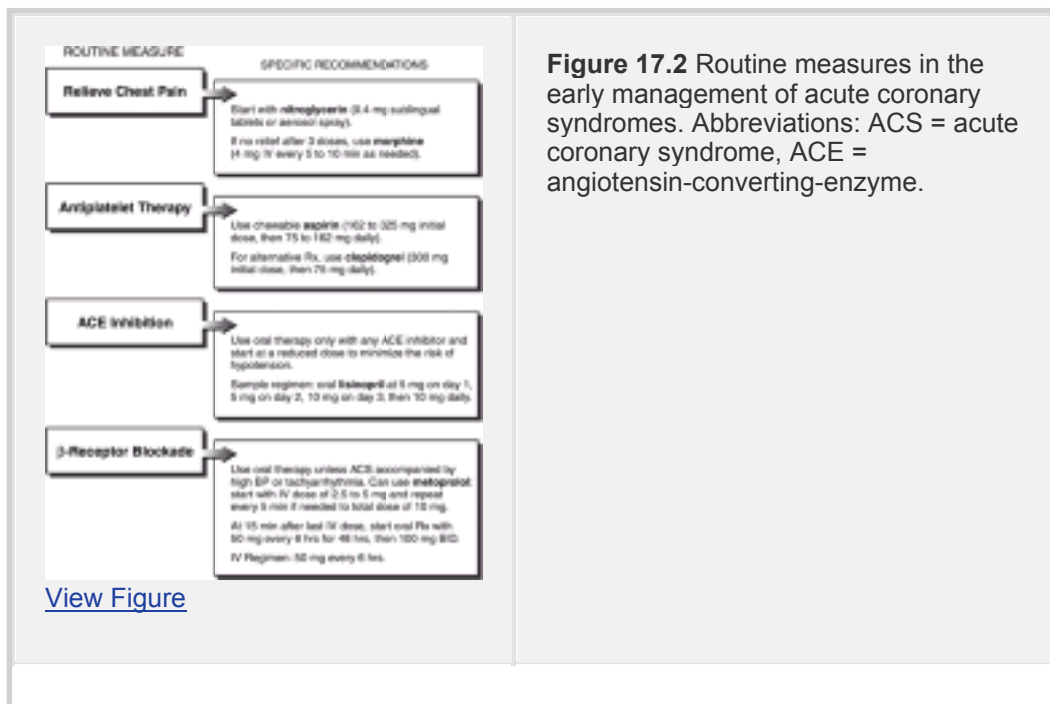 ROUTINE MEASURE
SPECIFIC RECOMMENDATIONS
Relieve Chest Pain
Start with nitroglycerin (0.4 mg sublingual
tablets or aerosol spray).
If no relief after 3 doses, use morphine
(4 mg IV every 5 to 10 min as needed).
Antiplatelet Therapy
Use chewable aspirin (162 to 325 mg initial
dose, then 75 to 162 mg daily).
For alternative Rx, use clopidogrel (300 mg
initial dose, then 75 mg daily).
ACE Inhibition
Use oral therapy only with any ACE inhibitor and
start at a reduced dose to minimize the risk of
hypotension.
Sample regimen: oral lisinopril at 5 mg on day 1,
5 mg on day 2, 10 mg on day 3, then 10 mg daily.
β-Receptor Blockade
Use oral therapy unless ACS accompanied by
high BP or tachyarrhythmia. Can use metoprolol:
start with IV dose of 2.5 to 5 mg and repeat
every 5 min if needed to total dose of 10 mg.
At 15 min after last IV dose, start oral Rx with
50 mg every 6 hrs for 48 hrs, then 100 mg BID.
IV Regimen: 50 mg every 6 hrs.
View Figure
Figure 17.2 Routine measures in the
early management of acute coronary
syndromes. Abbreviations: ACS = acute
coronary syndrome, ACE =
angiotensin-converting-enzyme.